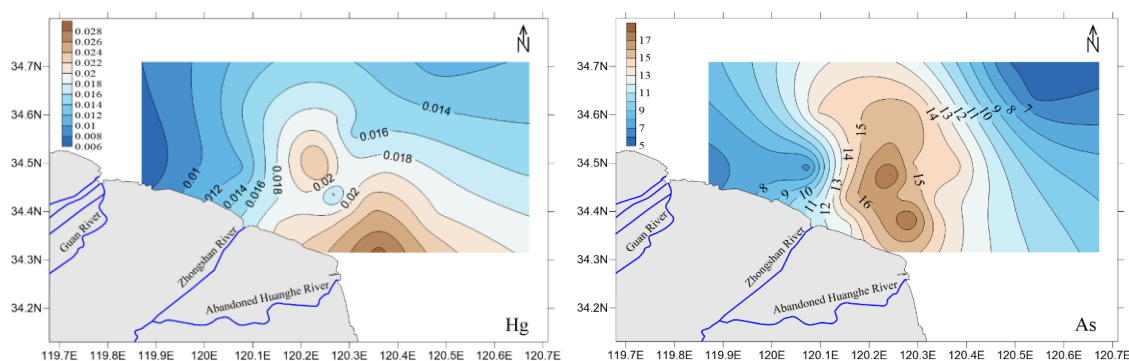 0.028
0.026
0.024
0.022
0.02
0.018
0.016
0.014
0.012
0.01
0.008
0.006
N
34.7N
34.6N
34.5N
34.4N
34.3N
34.2N
0.014
0.016
0.018
0.02
0.02
0.018
0.016
0.014
0.012
0.01
Guan River
Zhongshan River
Abandoned Huanghe River
Hg
119.7E 119.8E 119.9E 120E 120.1E 120.2E 120.3E 120.4E 120.5E 120.6E 120.7E
17
15
13
11
9
7
5
N
34.7N
34.6N
34.5N
34.4N
34.3N
34.2N
15
14 13 12 11 10 9 8 7
14
13
15
16
8 9 10 11 12
Guan River
Zhongshan River
Abandoned Huanghe River
As
119.7E 119.8E 119.9E 120E 120.1E 120.2E 120.3E 120.4E 120.5E 120.6E 120.7E